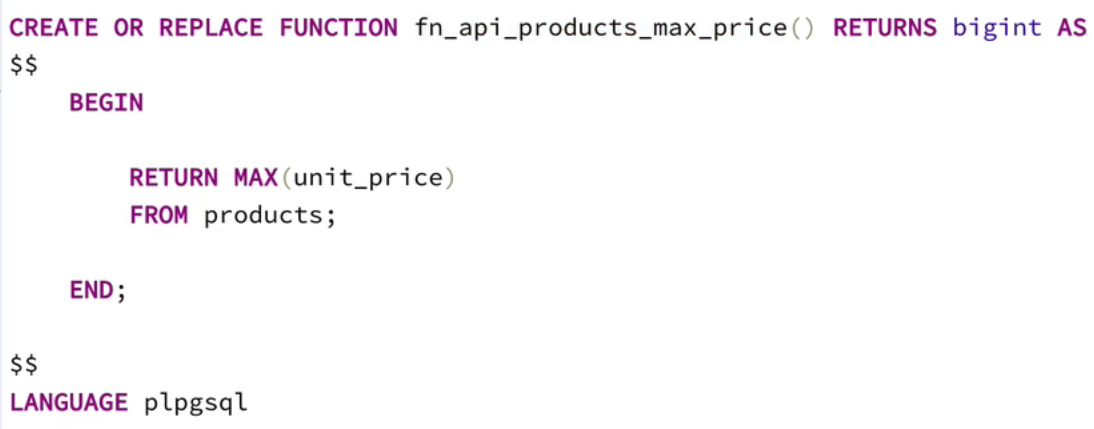 CREATE OR REPLACE FUNCTION fn_api_products_max_price() RETURNS bigint AS
$$
BEGIN
RETURN MAX(unit_price)
FROM products;
END;
$$
LANGUAGE plpgsql